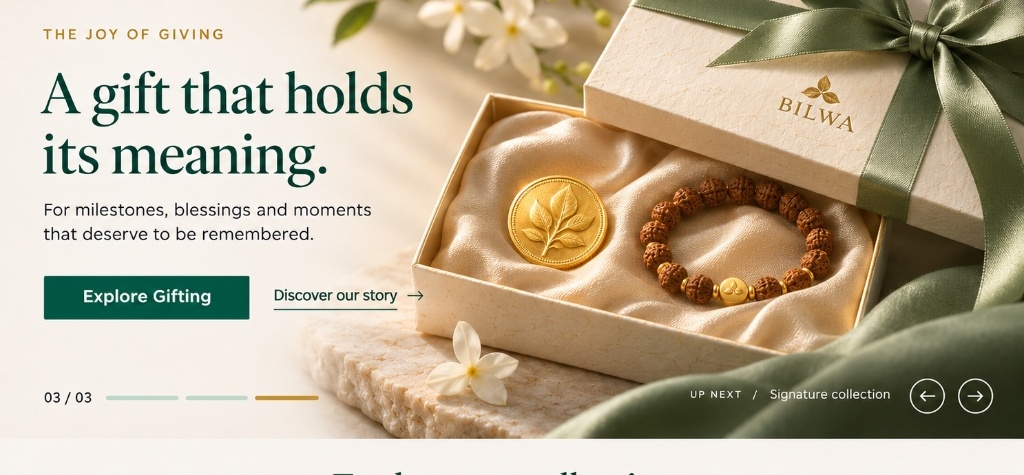 THE JOY OF GIVING
A gift that holds
its meaning.
For milestones, blessings and moments
that deserve to be remembered.
Explore Gifting
Discover our story →
BILWA
03 / 03
UP NEXT / Signature collection
← →